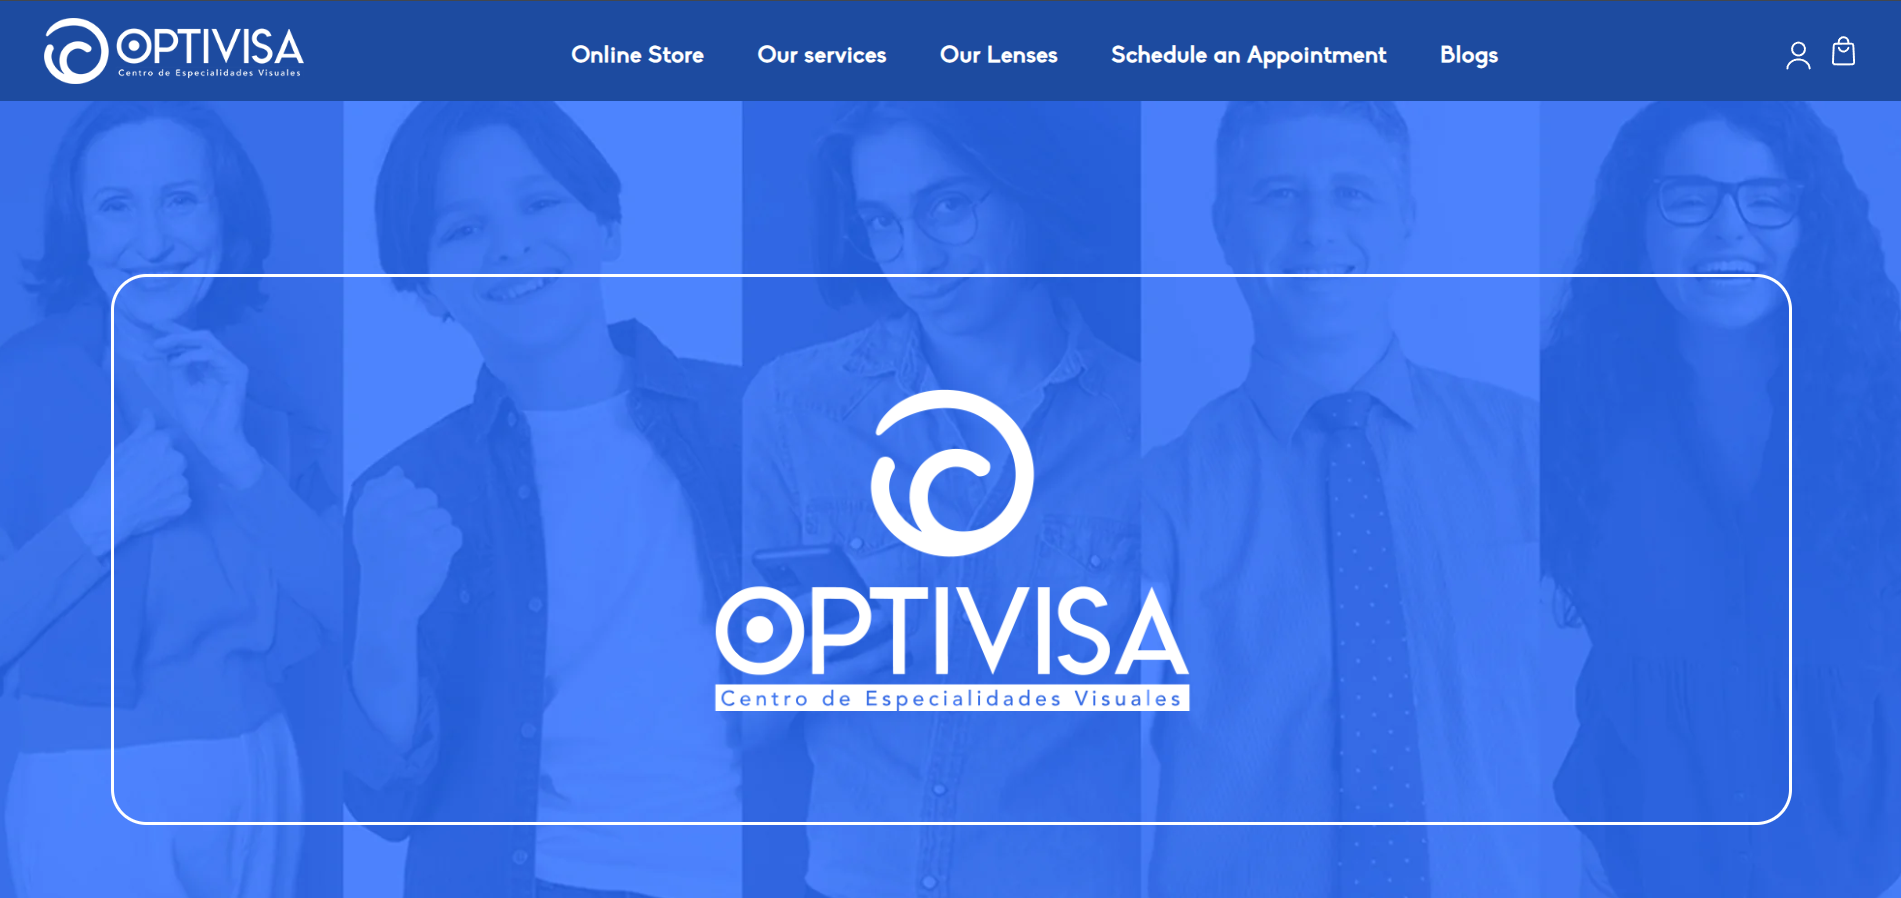 OPTIVISA
Centro de Especialidades Visuales
Online Store
Our services
Our Lenses
Schedule an Appointment
Blogs
OPTIVISA
Centro de Especialidades Visuales